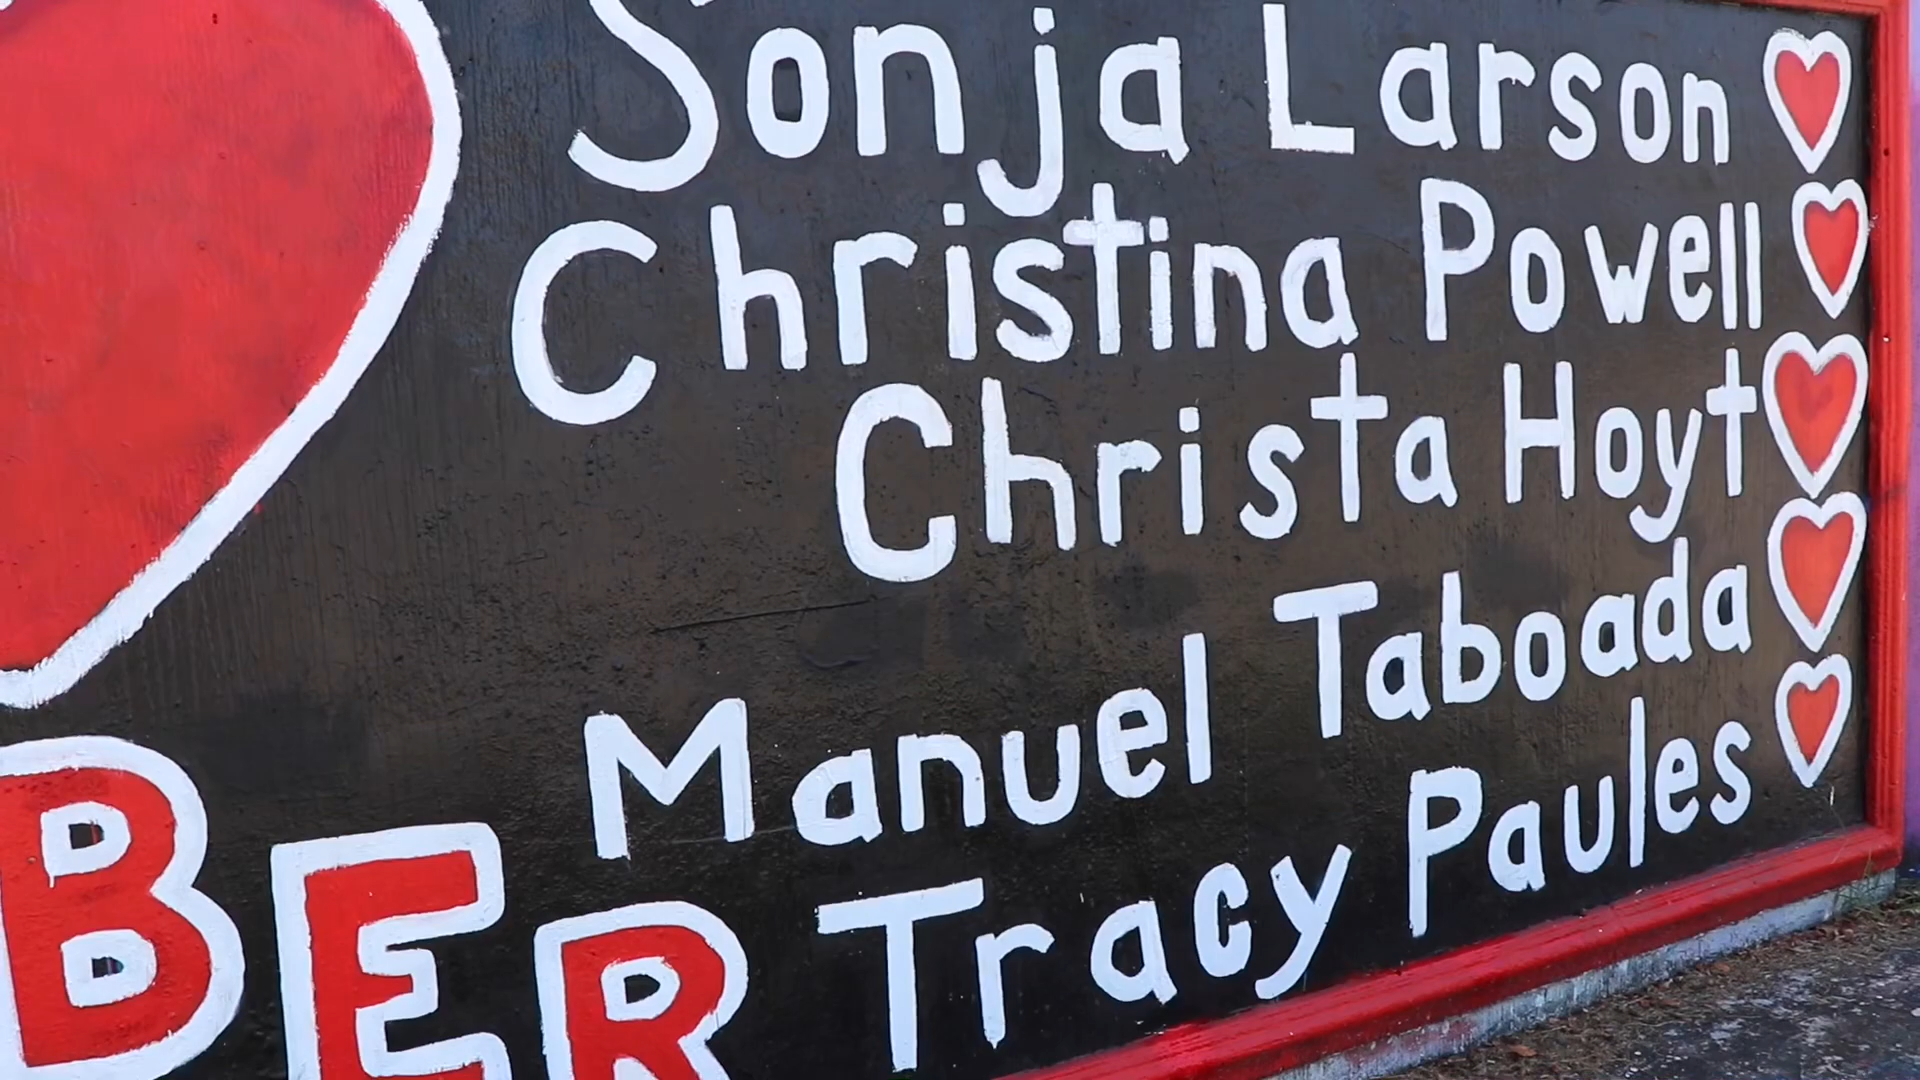 Sonja Larson
Christina Powell
Christa Hoyt
Manuel Taboada
Tracy Paules
BER